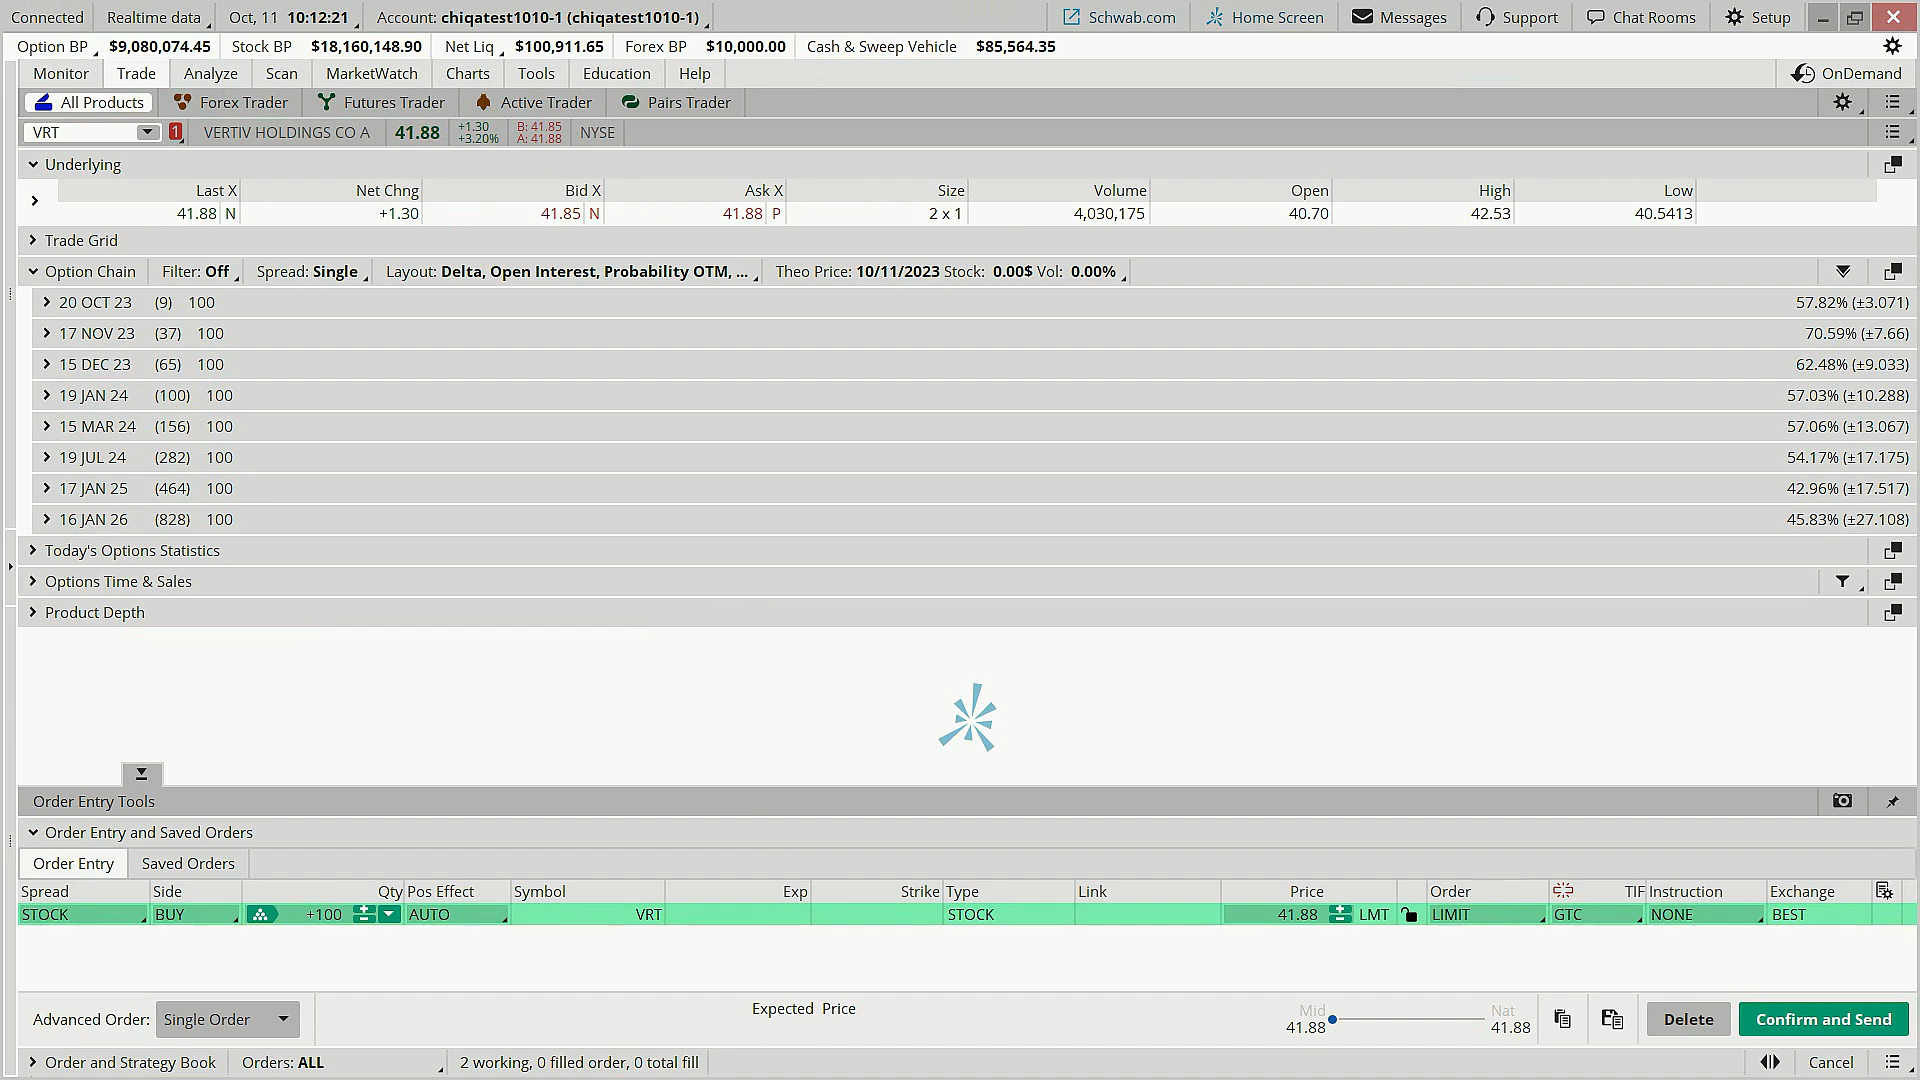 Connected Realtime data Oct, 11 10:12:21 Account: chiqatest1010-1 (chiqatest1010-1) Schwab.com Home Screen Messages Support Chat Rooms Setup
Option BP $9,080,074.45 Stock BP $18,160,148.90 Net Liq $100,911.65 Forex BP $10,000.00 Cash & Sweep Vehicle $85,564.35
Monitor Trade Analyze Scan MarketWatch Charts Tools Education Help OnDemand
All Products Forex Trader Futures Trader Active Trader Pairs Trader
VRT 1 VERTIV HOLDINGS CO A 41.88 +1.30 +3.20% B: 41.85 A: 41.88 NYSE
Underlying
Last X Net Chng Bid X Ask X Size Volume Open High Low
41.88 N +1.30 41.85 N 41.88 P 2 x 1 4,030,175 40.70 42.53 40.5413
Trade Grid
Option Chain Filter: Off Spread: Single Layout: Delta, Open Interest, Probability OTM, ... Theo Price: 10/11/2023 Stock: 0.00$ Vol: 0.00%
20 OCT 23 (9) 100 57.82% (±3.071)
17 NOV 23 (37) 100 70.59% (±7.66)
15 DEC 23 (65) 100 62.48% (±9.033)
19 JAN 24 (100) 100 57.03% (±10.288)
15 MAR 24 (156) 100 57.06% (±13.067)
19 JUL 24 (282) 100 54.17% (±17.175)
17 JAN 25 (464) 100 42.96% (±17.517)
16 JAN 26 (828) 100 45.83% (±27.108)
Today's Options Statistics
Options Time & Sales
Product Depth
Order Entry Tools
Order Entry and Saved Orders
Order Entry Saved Orders
Spread Side Qty Pos Effect Symbol Exp Strike Type Link Price Order TIF Instruction Exchange
STOCK BUY +100 AUTO VRT STOCK 41.88 LMT LIMIT GTC NONE BEST
Advanced Order: Single Order Expected Price Mid 41.88 Nat 41.88 Delete Confirm and Send
Order and Strategy Book Orders: ALL 2 working, 0 filled order, 0 total fill Cancel